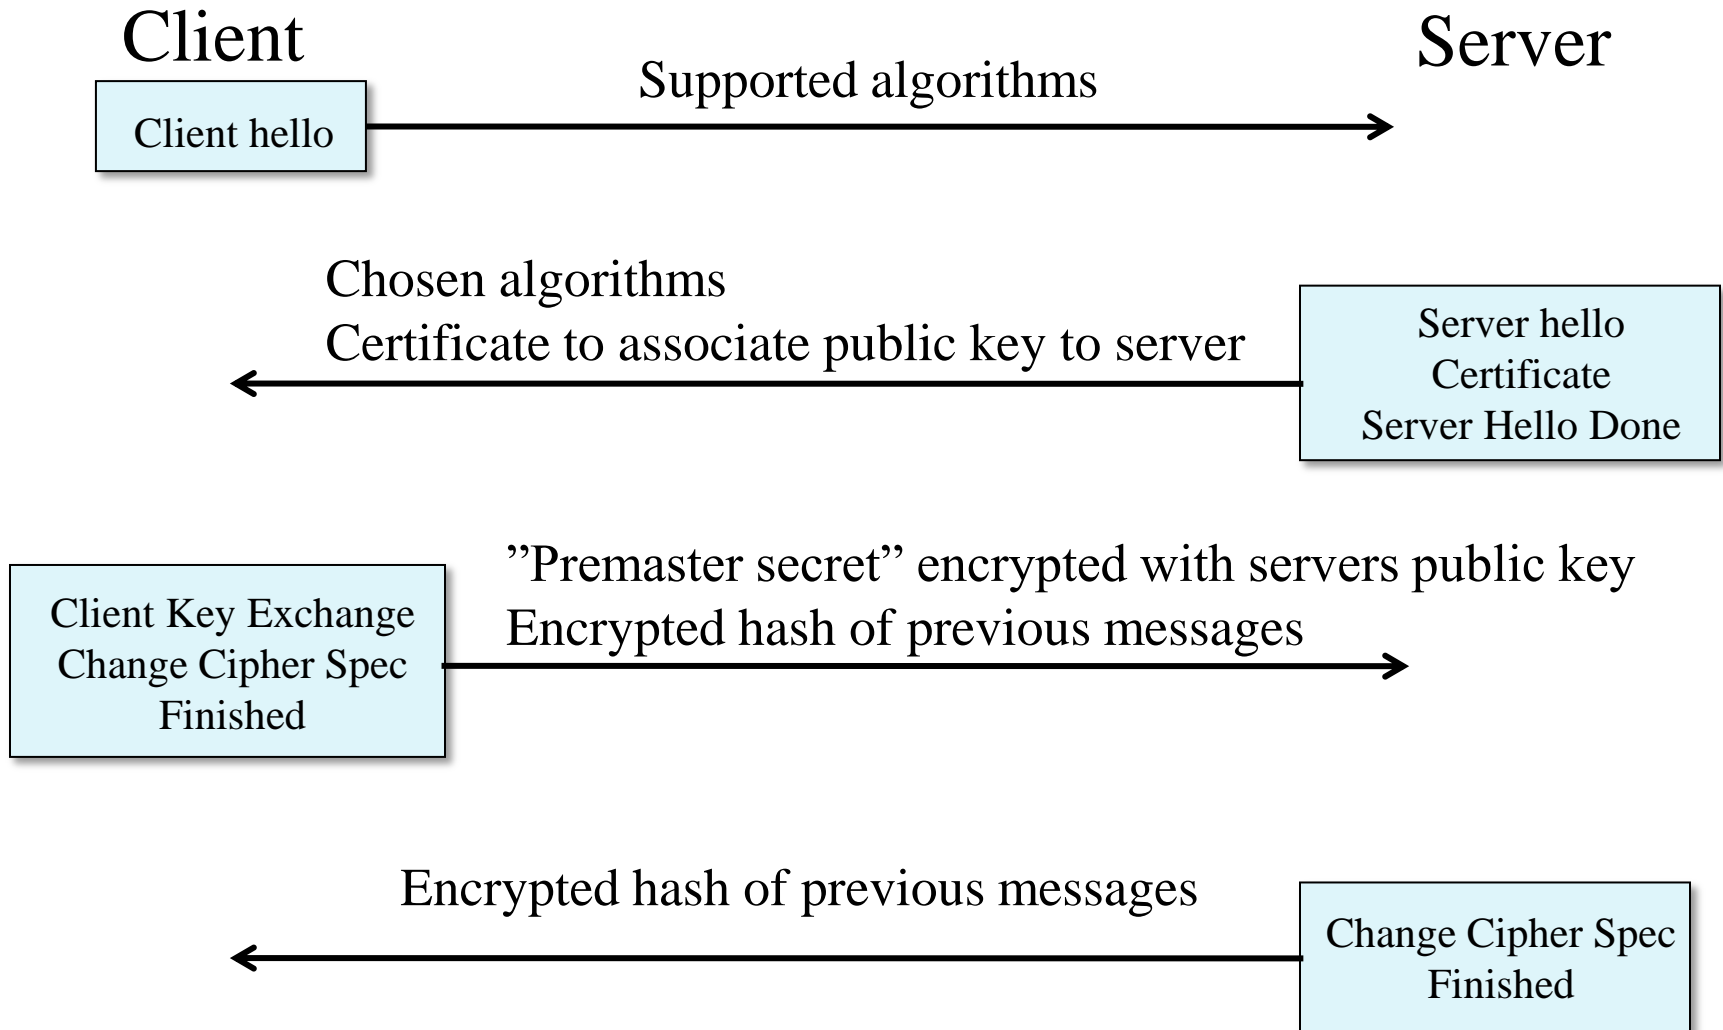 Client
Server
Supported algorithms
Client hello
Chosen algorithms
Certificate to associate public key to server
Server hello
Certificate
Server Hello Done
”Premaster secret” encrypted with servers public key
Encrypted hash of previous messages
Client Key Exchange
Change Cipher Spec
Finished
Encrypted hash of previous messages
Change Cipher Spec
Finished